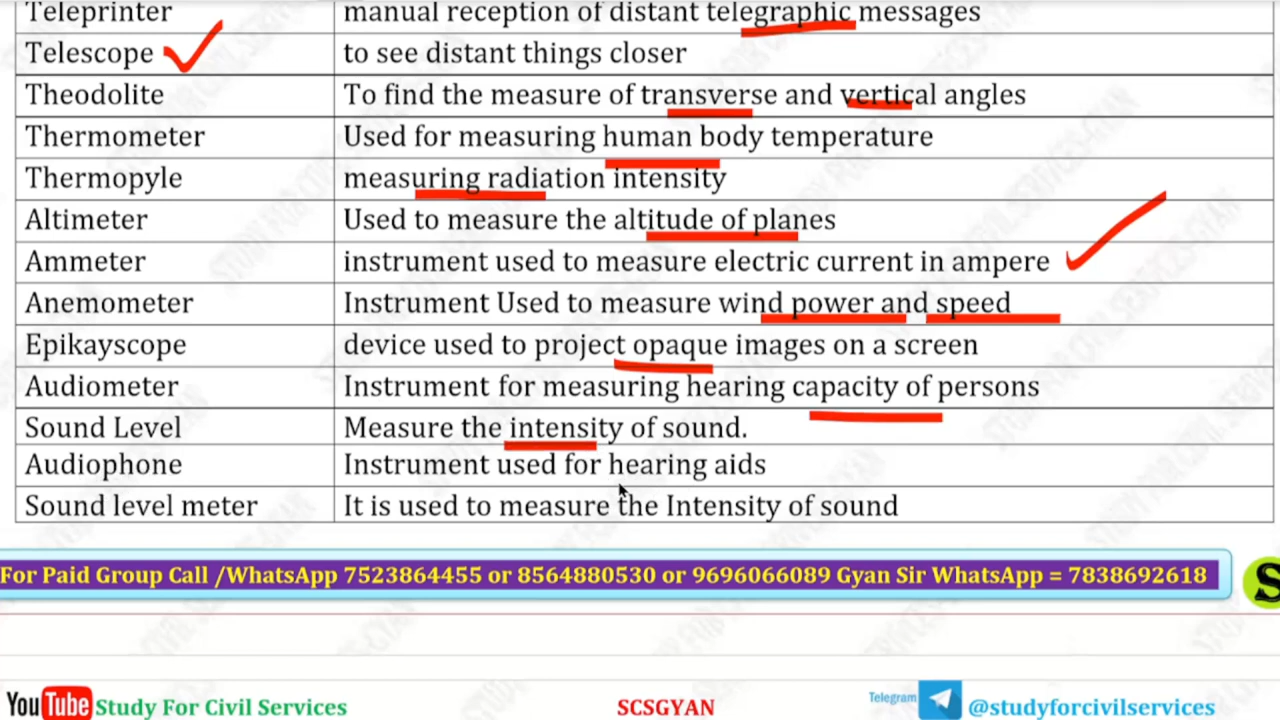 Teleprinter manual reception of distant telegraphic messages
Telescope to see distant things closer
Theodolite To find the measure of transverse and vertical angles
Thermometer Used for measuring human body temperature
Thermopyle measuring radiation intensity
Altimeter Used to measure the altitude of planes
Ammeter instrument used to measure electric current in ampere
Anemometer Instrument Used to measure wind power and speed
Epikayscope device used to project opaque images on a screen
Audiometer Instrument for measuring hearing capacity of persons
Sound Level Measure the intensity of sound.
Audiophone Instrument used for hearing aids
Sound level meter It is used to measure the Intensity of sound
For Paid Group Call /WhatsApp 7523864455 or 8564880530 or 9696066089 Gyan Sir WhatsApp = 7838692618
S
YouTube Study For Civil Services SCSGYAN Telegram @studyforcivilservices